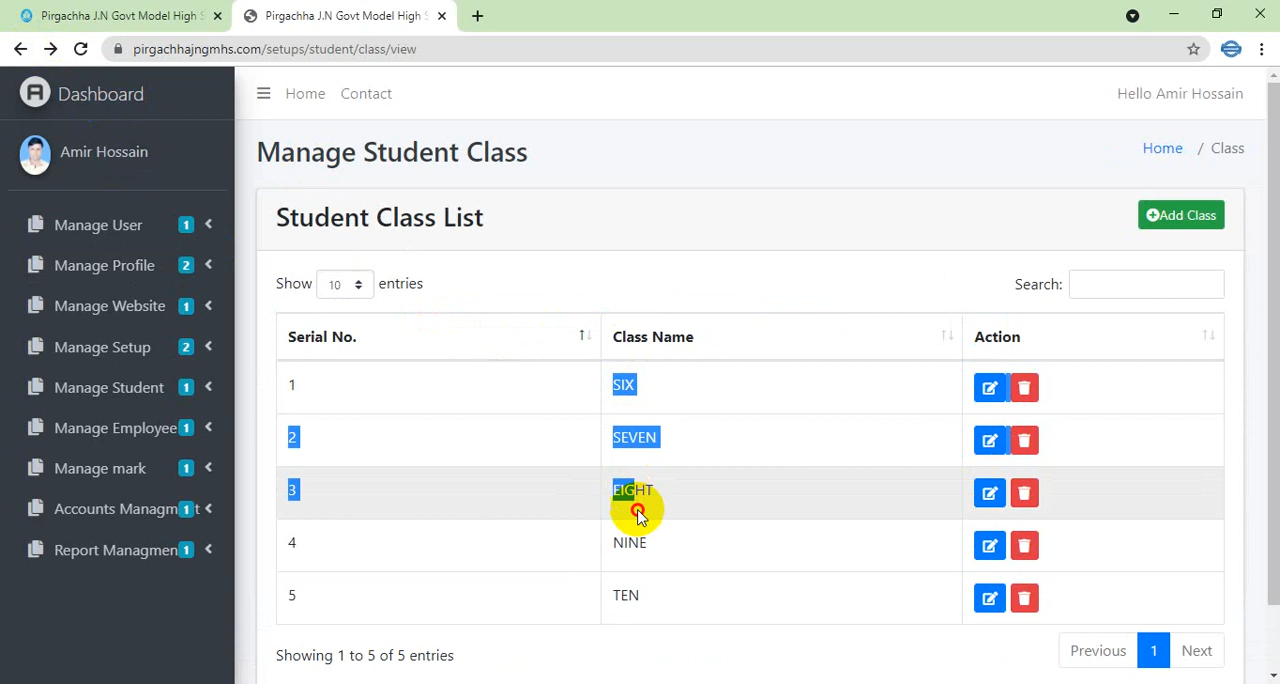 Pirgachha J.N Govt Model High S
Pirgachha J.N Govt Model High S
pirgachhajngmhs.com/setups/student/class/view
Dashboard
Home Contact
Hello Amir Hossain
Amir Hossain
Manage Student Class
Home / Class
Manage User 1
Manage Profile 2
Manage Website 1
Manage Setup 2
Manage Student 1
Manage Employee 1
Manage mark 1
Accounts Managm t 1
Report Managmen 1
Student Class List
Add Class
Show 10 entries
Search:
Serial No. Class Name Action
1 SIX
2 SEVEN
3 EIGHT
4 NINE
5 TEN
Showing 1 to 5 of 5 entries
Previous 1 Next